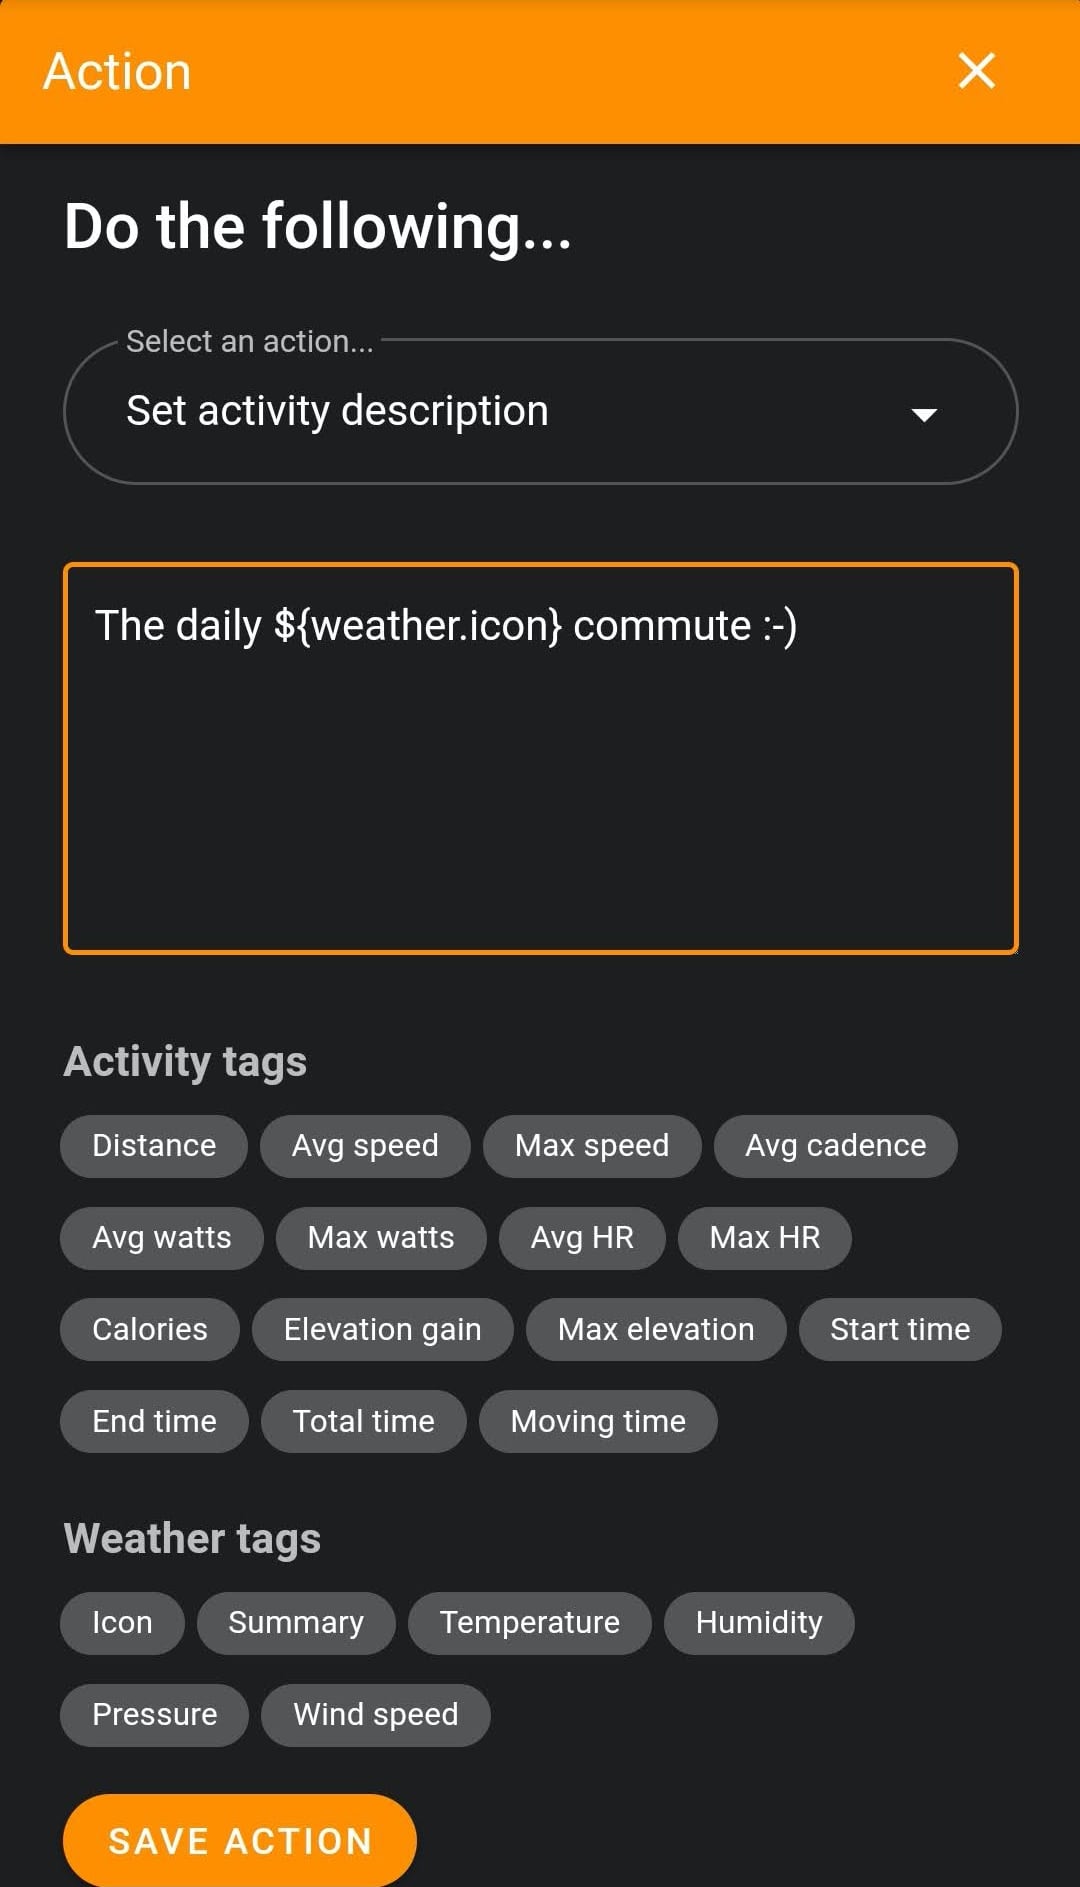 Action
Do the following...
Select an action...
Set activity description
The daily ${weather.icon} commute :-)
Activity tags
Distance Avg speed Max speed Avg cadence
Avg watts Max watts Avg HR Max HR
Calories Elevation gain Max elevation Start time
End time Total time Moving time
Weather tags
Icon Summary Temperature Humidity
Pressure Wind speed
SAVE ACTION